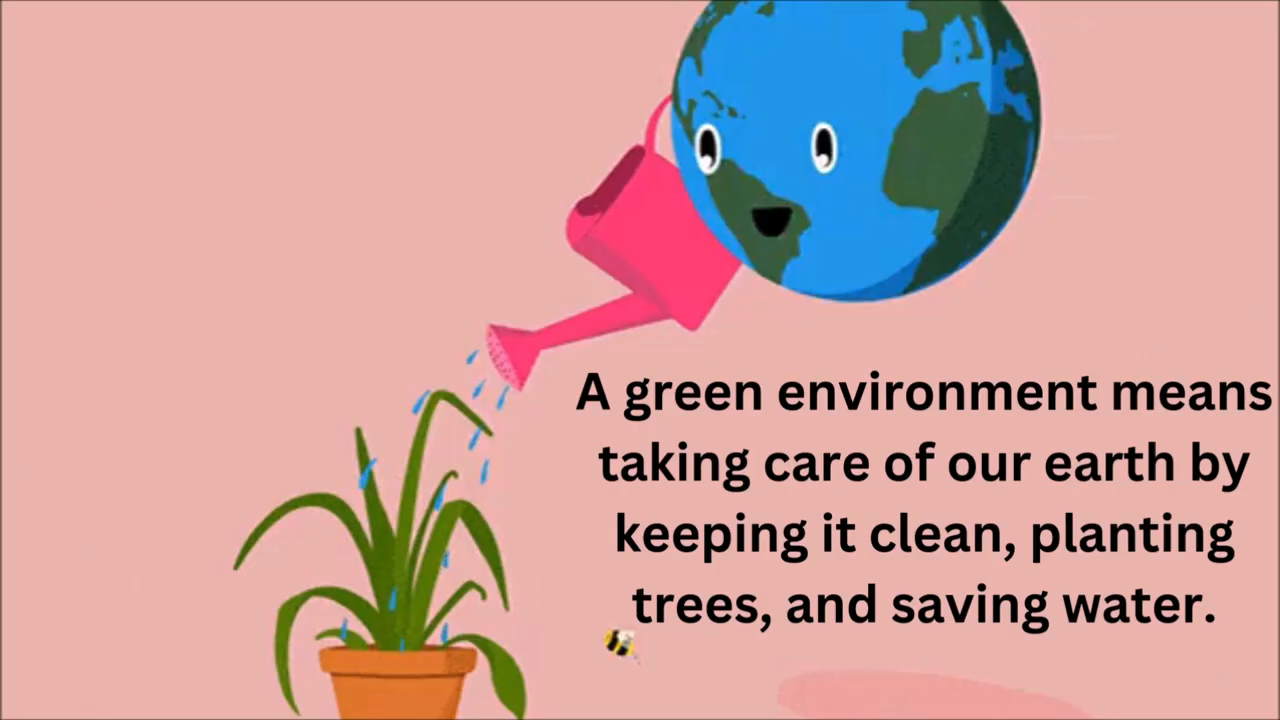 A green environment means
taking care of our earth by
keeping it clean, planting
trees, and saving water.